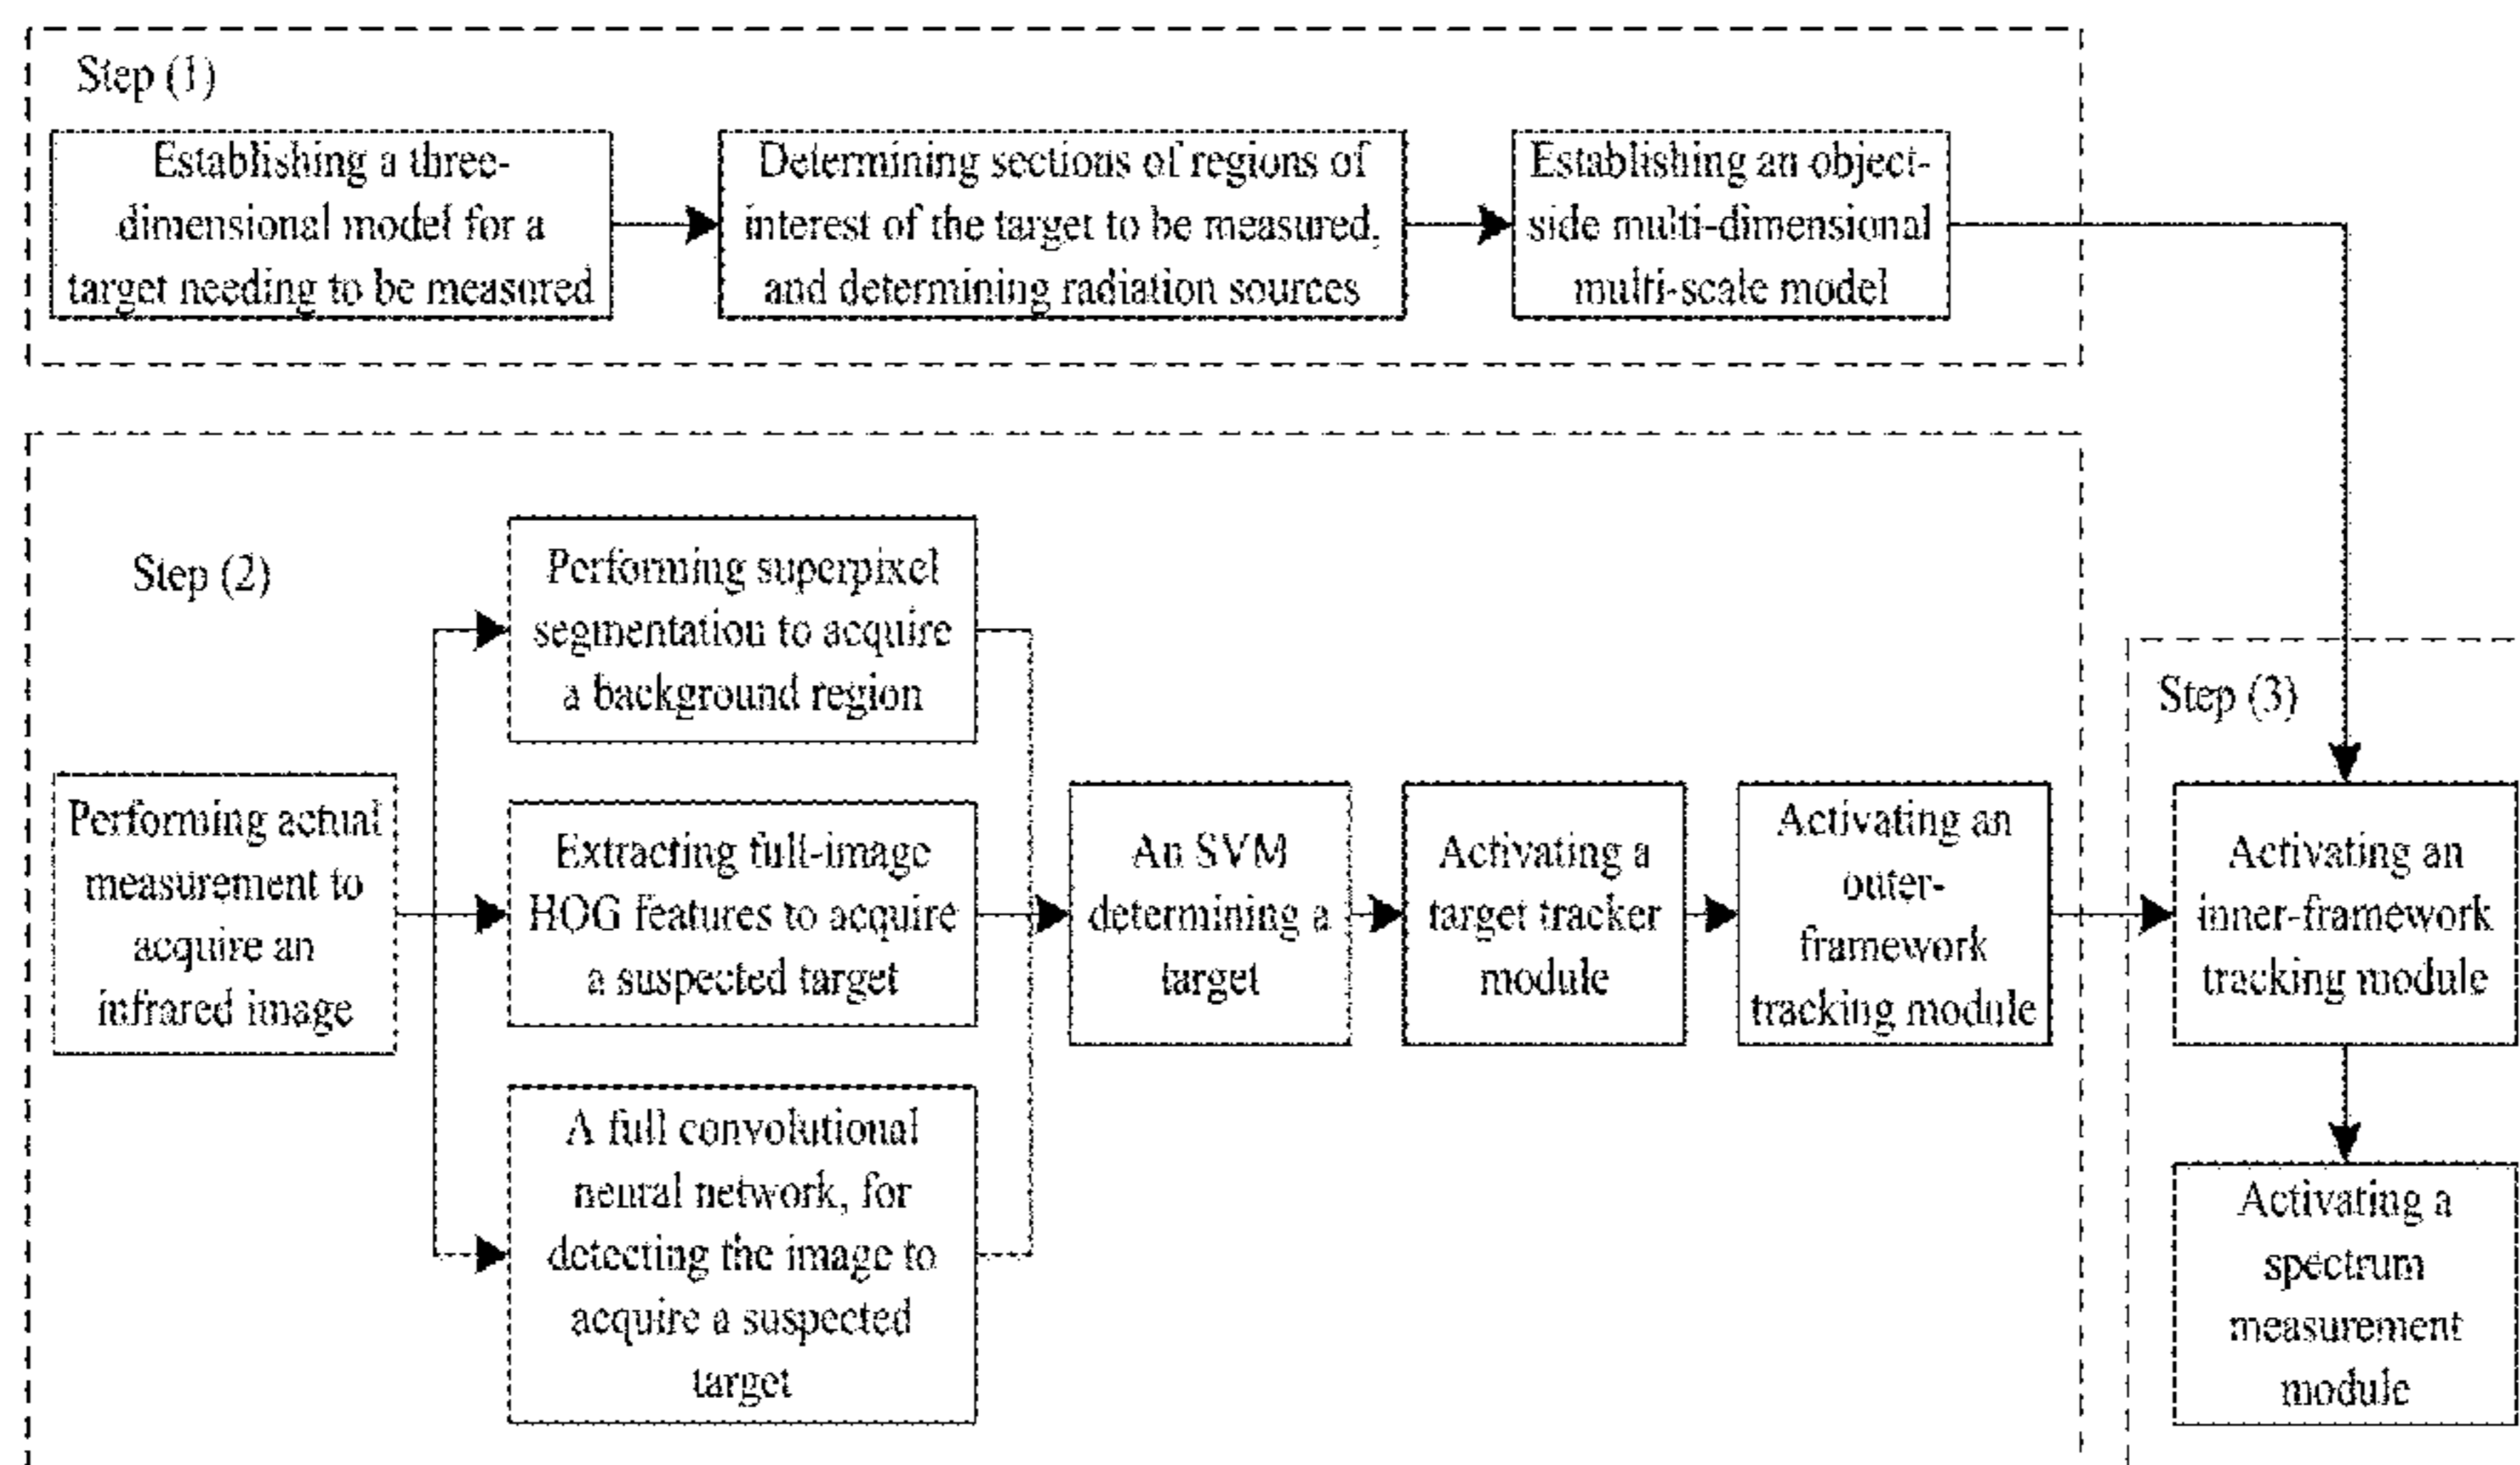 Step (1)
Establishing a three-
dimensional model for a
target needing to be measured
Determining sections of regions of
interest of the target to be measured,
and determining radiation sources
Establishing an object-
side multi-dimensional
multi-scale model
Step (2)
Performing actual
measurement to
acquire an
infrared image
Performing superpixel
segmentation to acquire
a background region
Extracting full-image
HOG features to acquire
a suspected target
A full convolutional
neural network, for
detecting the image to
acquire a suspected
target
An SVM
determining a
target
Activating a
target tracker
module
Activating an
outer-
framework
tracking module
Step (3)
Activating an
inner-framework
tracking module
Activating a
spectrum
measurement
module